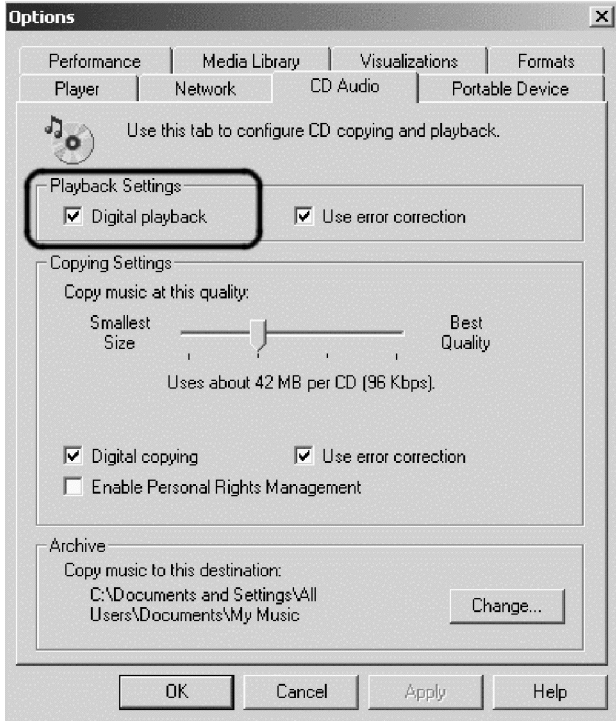 Options
Performance Media Library Visualizations Formats
Player Network CD Audio Portable Device
Use this tab to configure CD copying and playback.
Playback Settings
Digital playback Use error correction
Copying Settings
Copy music at this quality:
Smallest Best
Size Quality
Uses about 42 MB per CD (96 Kbps).
Digital copying Use error correction
Enable Personal Rights Management
Archive
Copy music to this destination:
C:\Documents and Settings\All
Users\Documents\My Music
Change...
OK Cancel Apply Help